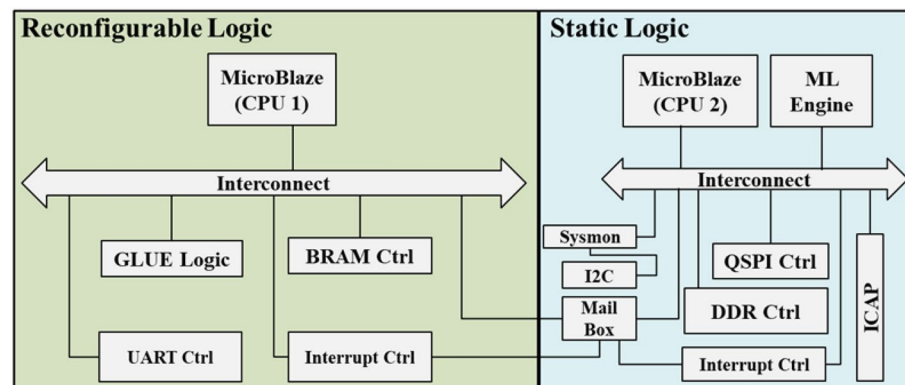 Reconfigurable Logic
MicroBlaze
(CPU 1)
Interconnect
GLUE Logic
BRAM Ctrl
UART Ctrl
Interrupt Ctrl
Static Logic
MicroBlaze
(CPU 2)
ML
Engine
Interconnect
Sysmon
I2C
Mail
Box
QSPI Ctrl
DDR Ctrl
Interrupt Ctrl
ICAP